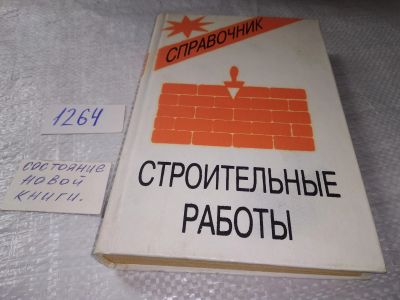 СПРАВОЧНИК
СТРОИТЕЛЬНЫЕ
РАБОТЫ
1264
состояние
новой
книги.